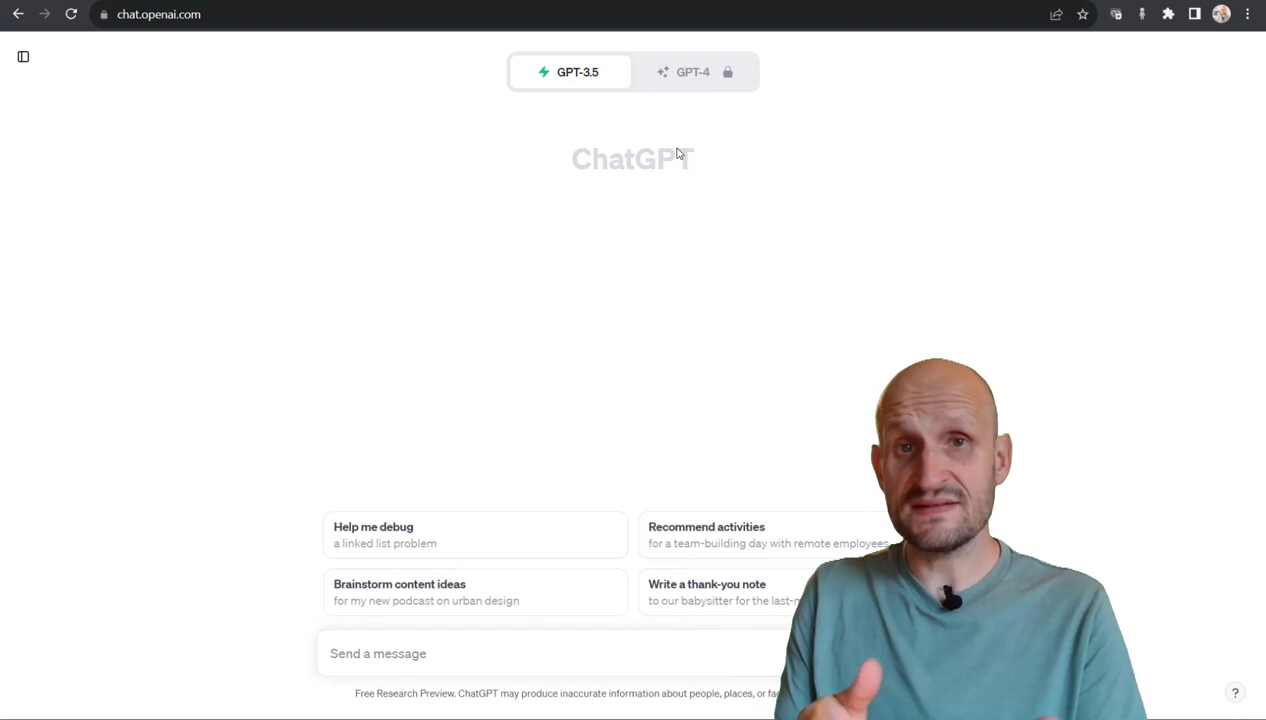 chat.openai.com
GPT-3.5
GPT-4
ChatGPT
Help me debug
a linked list problem
Recommend activities
for a team-building day with remote employees
Brainstorm content ideas
for my new podcast on urban design
Write a thank-you note
to our babysitter for the
Send a message
Free Research Preview. ChatGPT may produce inaccurate information about people, places, or
?